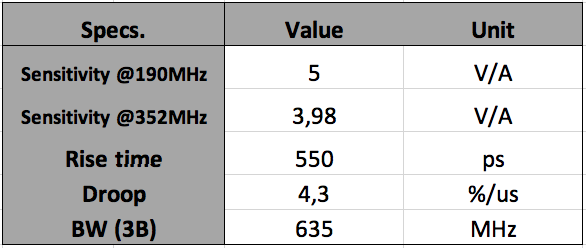 Specs. Value Unit
Sensitivity @190MHz 5 V/A
Sensitivity @352MHz 3,98 V/A
Rise time 550 ps
Droop 4,3 %/us
BW (3B) 635 MHz